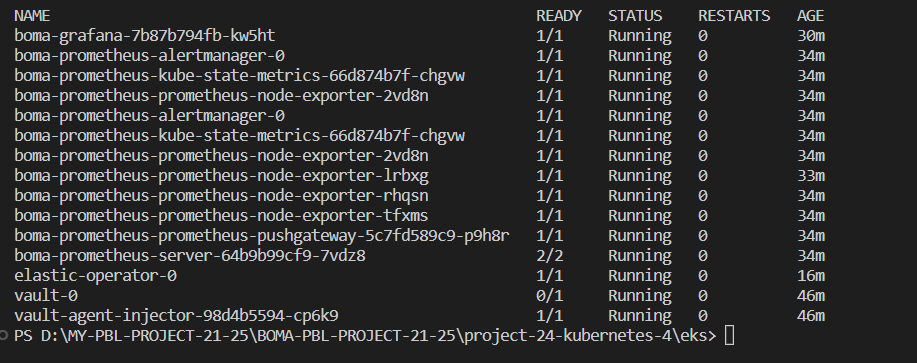 NAME READY STATUS RESTARTS AGE
boma-grafana-7b87b794fb-kw5ht 1/1 Running 0 30m
boma-prometheus-alertmanager-0 1/1 Running 0 34m
boma-prometheus-kube-state-metrics-66d874b7f-chgvw 1/1 Running 0 34m
boma-prometheus-prometheus-node-exporter-2vd8n 1/1 Running 0 34m
boma-prometheus-alertmanager-0 1/1 Running 0 34m
boma-prometheus-kube-state-metrics-66d874b7f-chgvw 1/1 Running 0 34m
boma-prometheus-prometheus-node-exporter-2vd8n 1/1 Running 0 34m
boma-prometheus-prometheus-node-exporter-lrbxg 1/1 Running 0 33m
boma-prometheus-prometheus-node-exporter-rhqsn 1/1 Running 0 34m
boma-prometheus-prometheus-node-exporter-tfxms 1/1 Running 0 34m
boma-prometheus-prometheus-pushgateway-5c7fd589c9-p9h8r 1/1 Running 0 34m
boma-prometheus-server-64b9b99cf9-7vdz8 2/2 Running 0 34m
elastic-operator-0 1/1 Running 0 16m
vault-0 0/1 Running 0 46m
vault-agent-injector-98d4b5594-cp6k9 1/1 Running 0 46m
PS D:\MY-PBL-PROJECT-21-25\BOMA-PBL-PROJECT-21-25\project-24-kubernetes-4\eks>